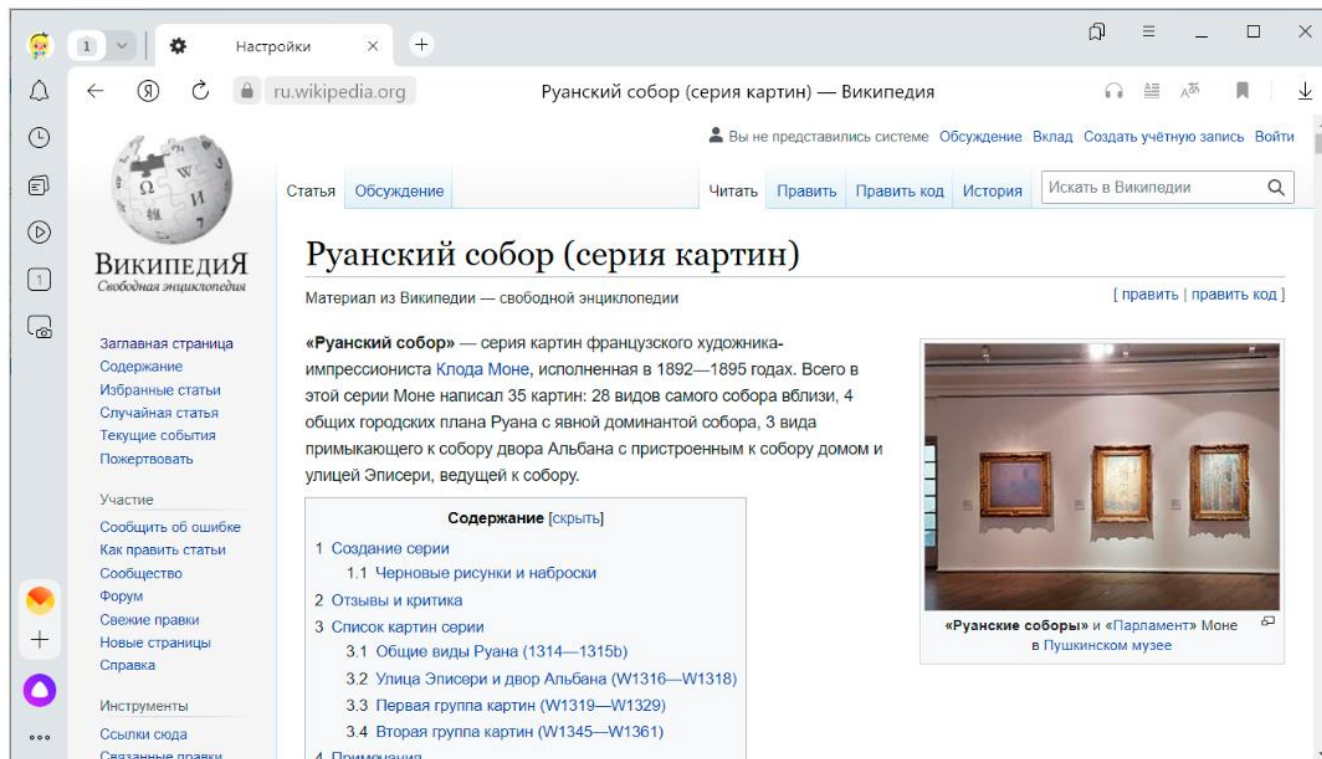 1
Настройки
ru.wikipedia.org
Руанский собор (серия картин) — Википедия
Вы не представились системе Обсуждение Вклад Создать учётную запись Войти
Статья Обсуждение Читать Править Править код История Искать в Википедии
ВикипедиЯ
Свободная энциклопедия
Заглавная страница
Содержание
Избранные статьи
Случайная статья
Текущие события
Пожертвовать
Участие
Сообщить об ошибке
Как править статьи
Сообщество
Форум
Свежие правки
Новые страницы
Справка
Инструменты
Ссылки сюда
Связанные правки
1
Руанский собор (серия картин)
Материал из Википедии — свободной энциклопедии
[ править | править код ]
«Руанский собор» — серия картин французского художника-
импрессиониста Клода Моне, исполненная в 1892—1895 годах. Всего в
этой серии Моне написал 35 картин: 28 видов самого собора вблизи, 4
общих городских плана Руана с явной доминантой собора, 3 вида
примыкающего к собору двора Альбана с пристроенным к собору домом и
улицей Эписери, ведущей к собору.
Содержание [скрыть]
1 Создание серии
1.1 Черновые рисунки и наброски
2 Отзывы и критика
3 Список картин серии
3.1 Общие виды Руана (1314—1315b)
3.2 Улица Эписери и двор Альбана (W1316—W1318)
3.3 Первая группа картин (W1319—W1329)
3.4 Вторая группа картин (W1345—W1361)
4 Примечания
«Руанские соборы» и «Парламент» Моне
в Пушкинском музее